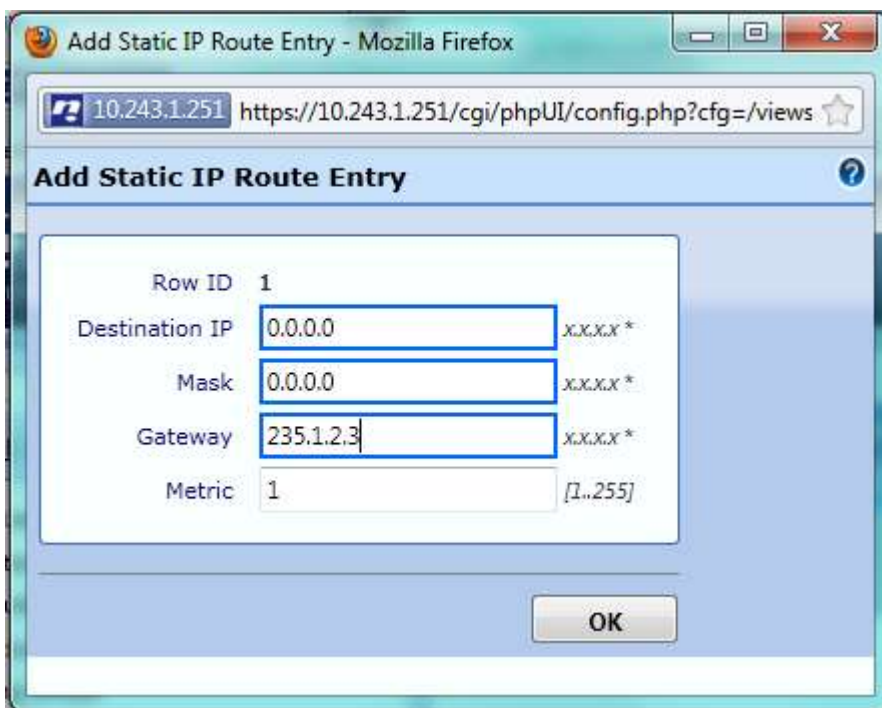 Add Static IP Route Entry - Mozilla Firefox
10.243.1.251 https://10.243.1.251/cgi/phpUI/config.php?cfg=/views
Add Static IP Route Entry
Row ID 1
Destination IP 0.0.0.0 x.x.x.x *
Mask 0.0.0.0 x.x.x.x *
Gateway 235.1.2.3 x.x.x.x *
Metric 1 [1..255]
OK